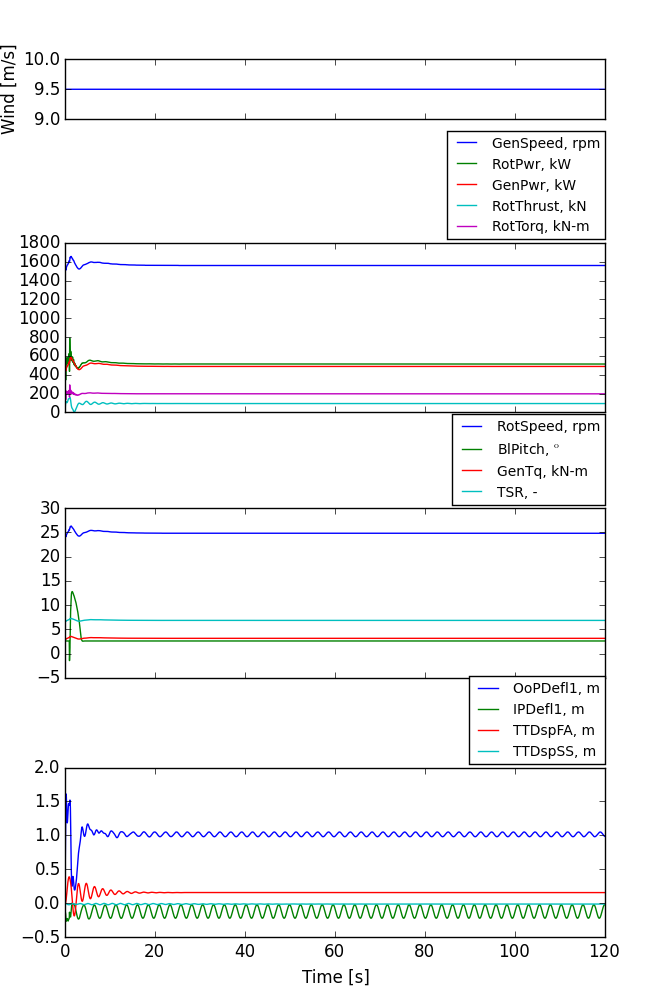 Wind [m/s]
10.0
9.5
9.0
GenSpeed, rpm
RotPwr, kW
GenPwr, kW
RotThrust, kN
RotTorq, kN-m
1800
1600
1400
1200
1000
800
600
400
200
0
RotSpeed, rpm
BlPitch, °
GenTq, kN-m
TSR, -
30
25
20
15
10
5
0
−5
OoPDefl1, m
IPDefl1, m
TTDspFA, m
TTDspSS, m
2.0
1.5
1.0
0.5
0.0
−0.5
0 20 40 60 80 100 120
Time [s]